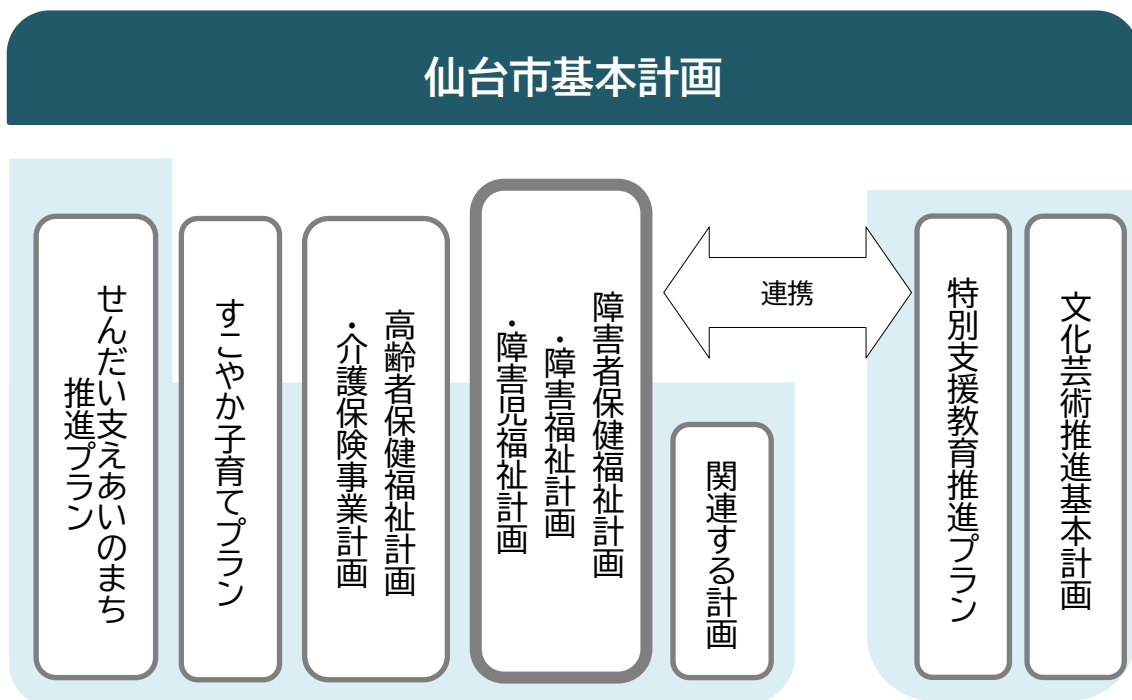 仙台市基本計画
せんだい支えあいのまち
推進プラン
すこやか子育てプラン
高齢者保健福祉計画
・介護保険事業計画
障害者保健福祉計画
・障害福祉計画
・障害児福祉計画
関連する計画
連携
特別支援教育推進プラン
文化芸術推進基本計画